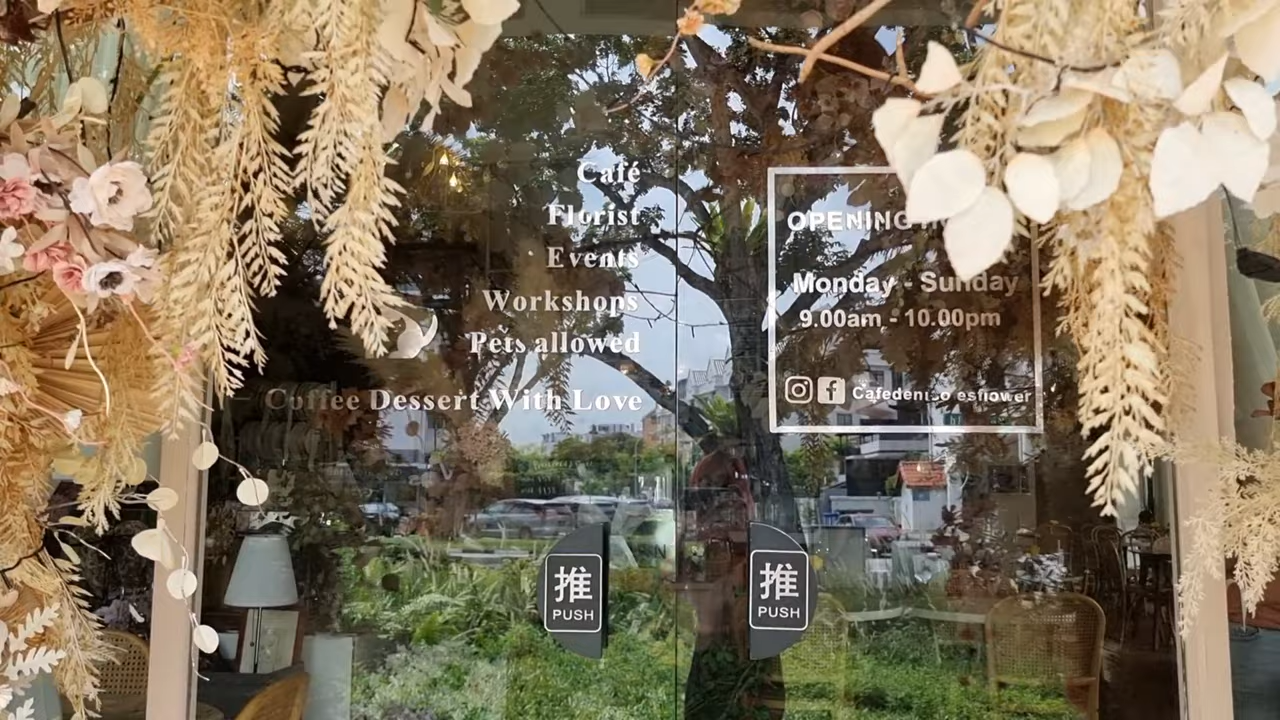 Café
Florist
Events
Workshops
Pets allowed
Coffee Dessert With Love
OPENING
Monday - Sunday
9.00am - 10.00pm
推
PUSH
推
PUSH